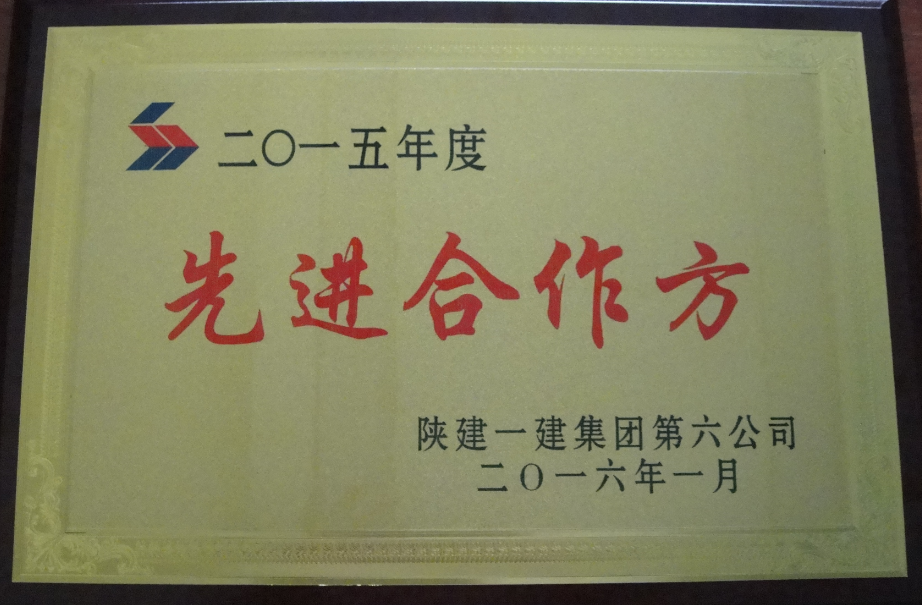 二〇一五年度
先进合作方
陕建一建集团第六公司
二〇一六年一月